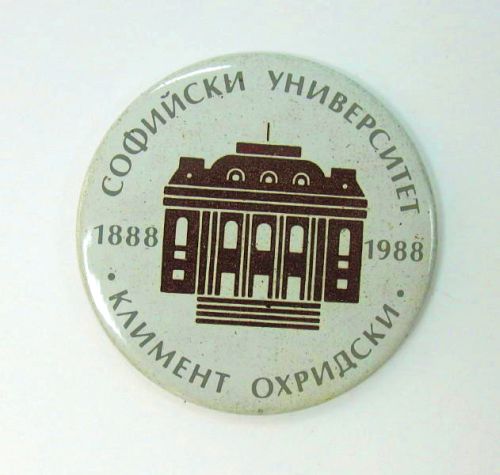 СОФИЙСКИ УНИВЕРСИТЕТ
1888 1988
• КЛИМЕНТ ОХРИДСКИ •